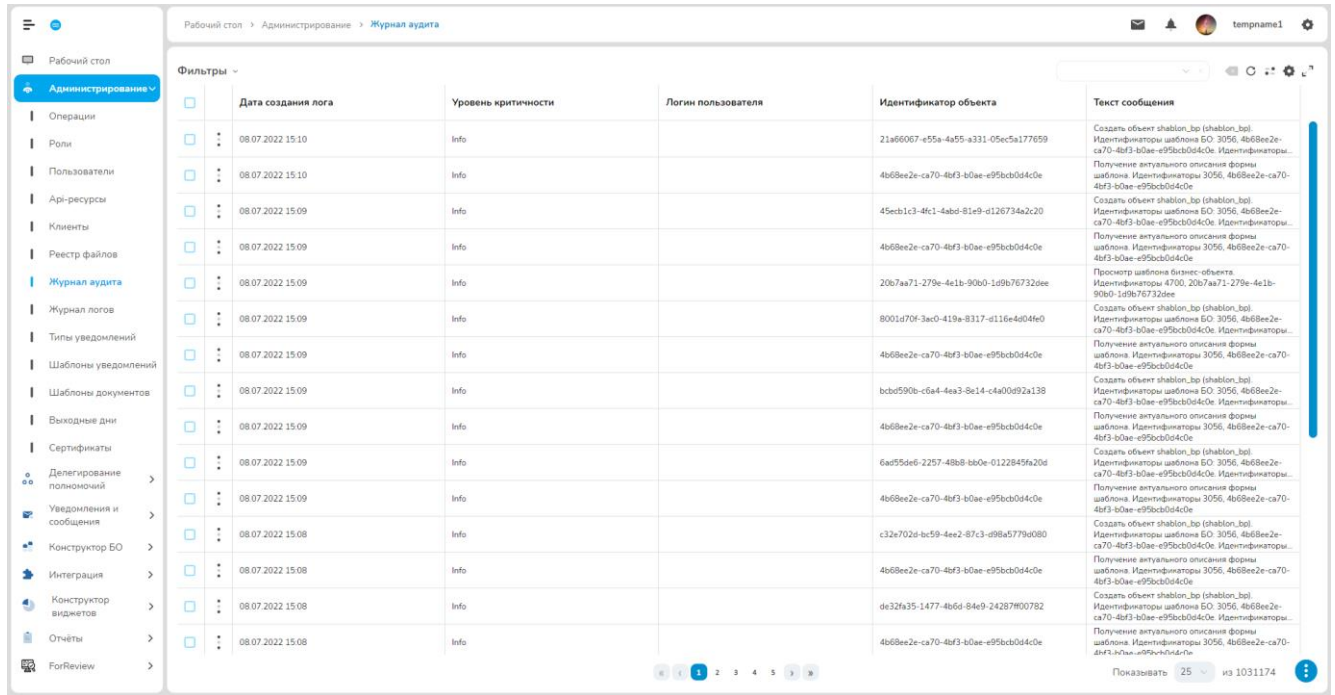 Рабочий стол > Администрирование > Журнал аудита
tempname1
Рабочий стол
Администрирование
Операции
Роли
Пользователи
Api-ресурсы
Клиенты
Реестр файлов
Журнал аудита
Журнал логов
Типы уведомлений
Шаблоны уведомлений
Шаблоны документов
Выходные дни
Сертификаты
Делегирование
полномочий
Уведомления и
сообщения
Конструктор БО
Интеграция
Конструктор
виджетов
Отчёты
ForReview
Фильтры
Дата создания лога Уровень критичности Логин пользователя Идентификатор объекта Текст сообщения
08.07.2022 15:10 Info 21a66067-e55a-4a55-a331-05ec5a177659
Создать объект shablon_bp (shablon_bp).
Идентификаторы шаблона БО: 3056, 4b68ee2e-
ca70-4bf3-b0ae-e95bcb0d4c0e. Идентификаторы...
08.07.2022 15:10 Info 4b68ee2e-ca70-4bf3-b0ae-e95bcb0d4c0e
Получение актуального описания формы
шаблона. Идентификаторы 3056, 4b68ee2e-ca70-
4bf3-b0ae-e95bcb0d4c0e
08.07.2022 15:09 Info 45ecb1c3-4fc1-4abd-81e9-d126734a2c20
Создать объект shablon_bp (shablon_bp).
Идентификаторы шаблона БО: 3056, 4b68ee2e-
ca70-4bf3-b0ae-e95bcb0d4c0e. Идентификаторы...
08.07.2022 15:09 Info 4b68ee2e-ca70-4bf3-b0ae-e95bcb0d4c0e
Получение актуального описания формы
шаблона. Идентификаторы 3056, 4b68ee2e-ca70-
4bf3-b0ae-e95bcb0d4c0e
08.07.2022 15:09 Info 20b7aa71-279e-4e1b-90b0-1d9b76732dee
Просмотр шаблона бизнес-объекта.
Идентификаторы 4700, 20b7aa71-279e-4e1b-
90b0-1d9b76732dee
08.07.2022 15:09 Info 8001d70f-3ac0-419a-8317-d116e4d04fe0
Создать объект shablon_bp (shablon_bp).
Идентификаторы шаблона БО: 3056, 4b68ee2e-
ca70-4bf3-b0ae-e95bcb0d4c0e. Идентификаторы...
08.07.2022 15:09 Info 4b68ee2e-ca70-4bf3-b0ae-e95bcb0d4c0e
Получение актуального описания формы
шаблона. Идентификаторы 3056, 4b68ee2e-ca70-
4bf3-b0ae-e95bcb0d4c0e
08.07.2022 15:09 Info bcbd590b-c6a4-4ea3-8e14-c4a00d92a138
Создать объект shablon_bp (shablon_bp).
Идентификаторы шаблона БО: 3056, 4b68ee2e-
ca70-4bf3-b0ae-e95bcb0d4c0e. Идентификаторы...
08.07.2022 15:09 Info 4b68ee2e-ca70-4bf3-b0ae-e95bcb0d4c0e
Получение актуального описания формы
шаблона. Идентификаторы 3056, 4b68ee2e-ca70-
4bf3-b0ae-e95bcb0d4c0e
08.07.2022 15:09 Info 6ad55de6-2257-48b8-bb0e-0122845fa20d
Создать объект shablon_bp (shablon_bp).
Идентификаторы шаблона БО: 3056, 4b68ee2e-
ca70-4bf3-b0ae-e95bcb0d4c0e. Идентификаторы...
08.07.2022 15:09 Info 4b68ee2e-ca70-4bf3-b0ae-e95bcb0d4c0e
Получение актуального описания формы
шаблона. Идентификаторы 3056, 4b68ee2e-ca70-
4bf3-b0ae-e95bcb0d4c0e
08.07.2022 15:08 Info c32e702d-bc59-4ee2-87c3-d98a5779d080
Создать объект shablon_bp (shablon_bp).
Идентификаторы шаблона БО: 3056, 4b68ee2e-
ca70-4bf3-b0ae-e95bcb0d4c0e. Идентификаторы...
08.07.2022 15:08 Info 4b68ee2e-ca70-4bf3-b0ae-e95bcb0d4c0e
Получение актуального описания формы
шаблона. Идентификаторы 3056, 4b68ee2e-ca70-
4bf3-b0ae-e95bcb0d4c0e
08.07.2022 15:08 Info de32fa35-1477-4b6d-84e9-24287ff00782
Создать объект shablon_bp (shablon_bp).
Идентификаторы шаблона БО: 3056, 4b68ee2e-
ca70-4bf3-b0ae-e95bcb0d4c0e. Идентификаторы...
08.07.2022 15:08 Info 4b68ee2e-ca70-4bf3-b0ae-e95bcb0d4c0e
Получение актуального описания формы
шаблона. Идентификаторы 3056, 4b68ee2e-ca70-
4bf3-b0ae-e95bcb0d4c0e
« ‹ 1 2 3 4 5 › »
Показывать 25 из 1031174